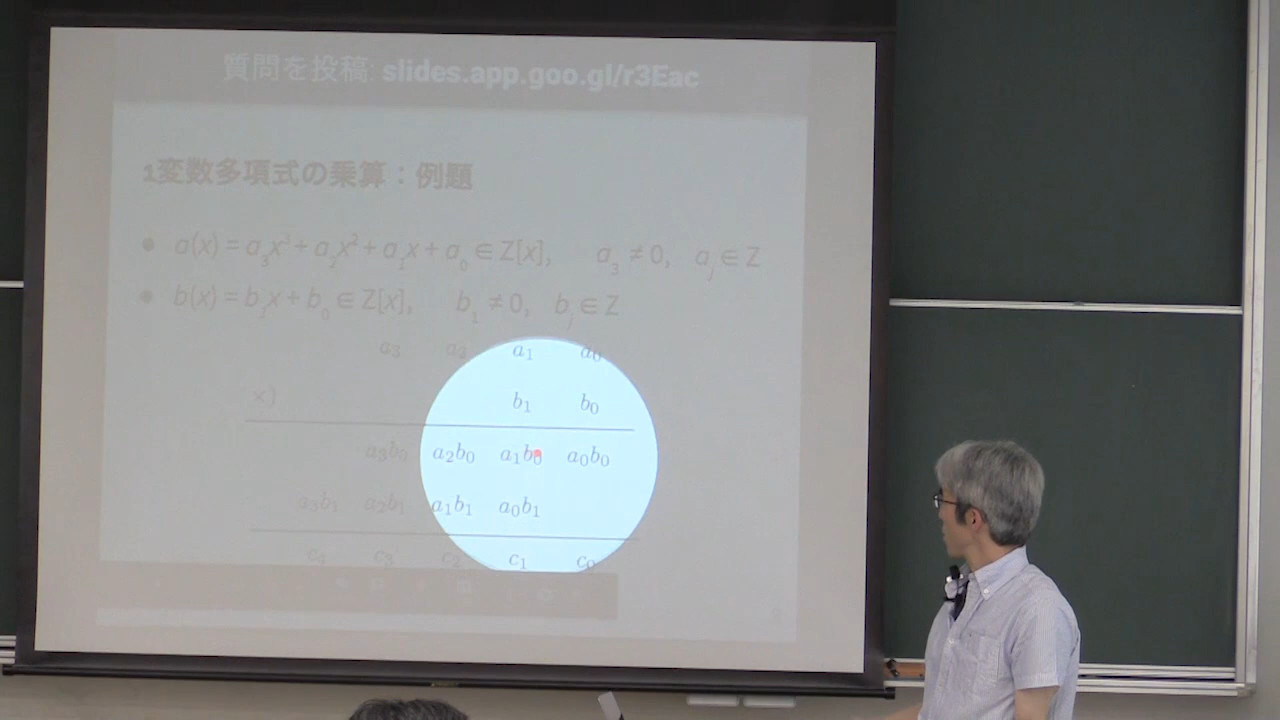 質問を投稿: slides.app.goo.gl/r3Eac
1変数多項式の乗算：例題
● a(x) = a₃x³ + a₂x² + a₁x + a₀ ∈ Z[x], a₃ ≠ 0, aⱼ ∈ Z
● b(x) = b₁x + b₀ ∈ Z[x], b₁ ≠ 0, bⱼ ∈ Z
a₃ a₂ a₁ a₀
×) b₁ b₀
a₃b₀ a₂b₀ a₁b₀ a₀b₀
a₃b₁ a₂b₁ a₁b₁ a₀b₁
c₄ c₃ c₂ c₁ c₀